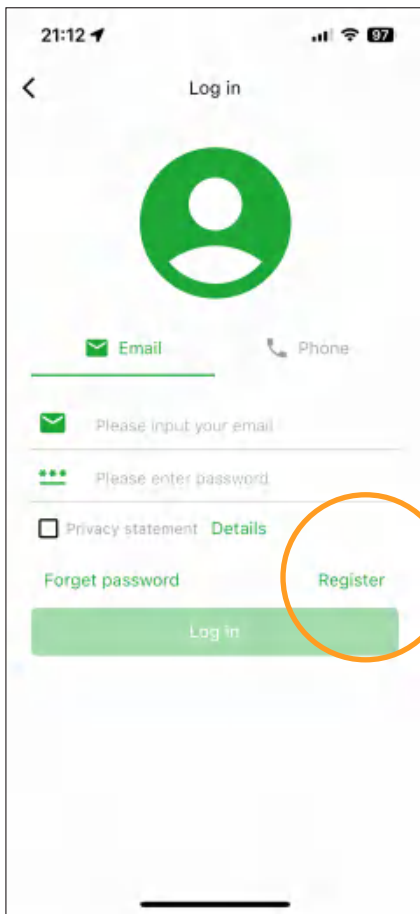 21:12 97
Log in
Email Phone
Please input your email
Please enter password
Privacy statement Details
Forget password Register
Log in